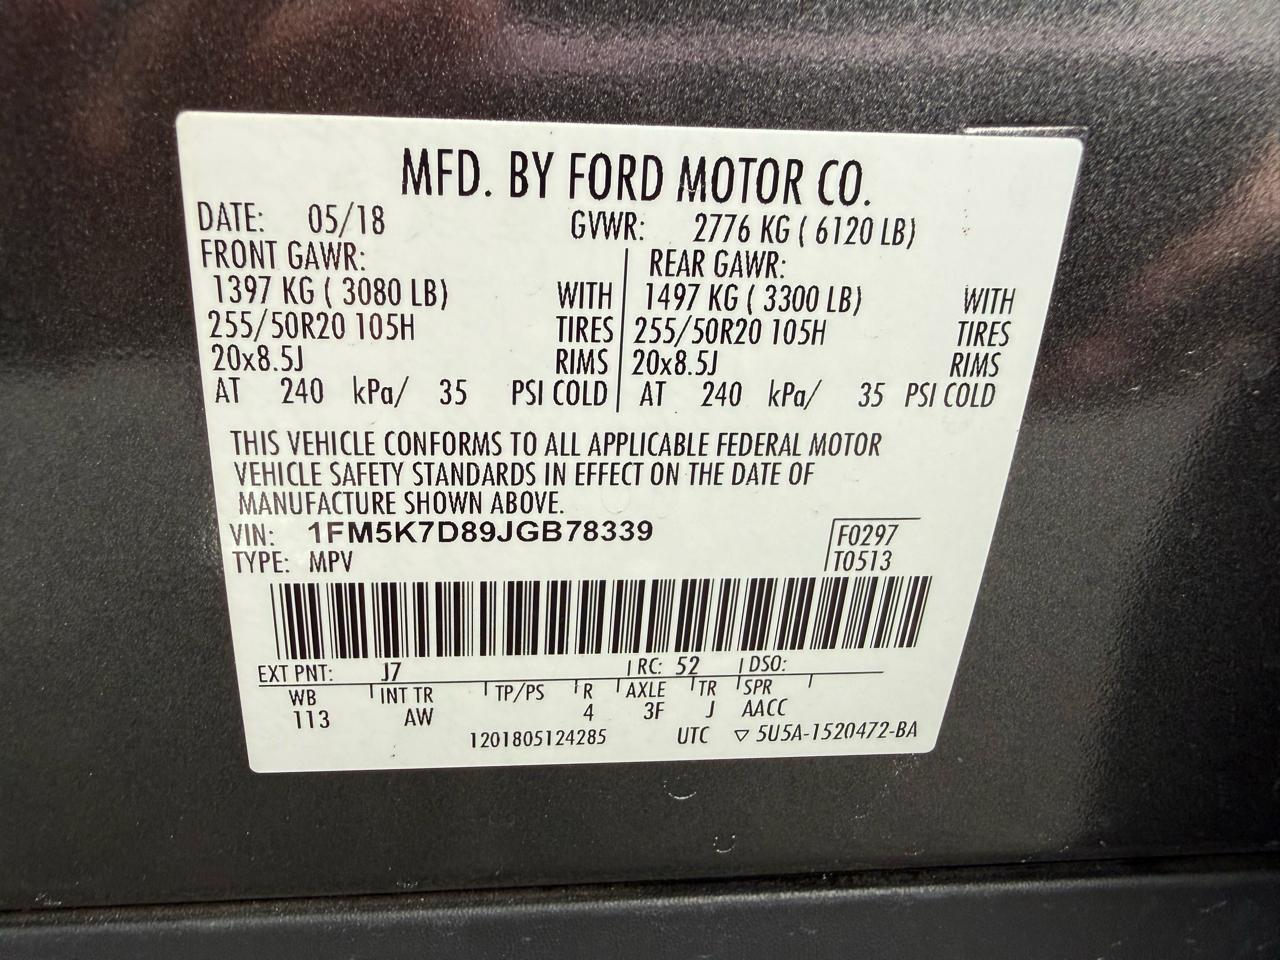 MFD. BY FORD MOTOR CO.
DATE: 05/18 GVWR: 2776 KG ( 6120 LB)
FRONT GAWR: REAR GAWR:
1397 KG ( 3080 LB) WITH 1497 KG ( 3300 LB) WITH
255/50R20 105H TIRES 255/50R20 105H TIRES
20x8.5J RIMS 20x8.5J RIMS
AT 240 kPa/ 35 PSI COLD AT 240 kPa/ 35 PSI COLD
THIS VEHICLE CONFORMS TO ALL APPLICABLE FEDERAL MOTOR
VEHICLE SAFETY STANDARDS IN EFFECT ON THE DATE OF
MANUFACTURE SHOWN ABOVE.
VIN: 1FM5K7D89JGB78339 F0297
TYPE: MPV T0513
EXT PNT: J7 RC: 52 DSO:
WB INT TR TP/PS R AXLE TR SPR
113 AW 4 3F J AACC
1201805124285 UTC ▽ 5U5A-1520472-BA